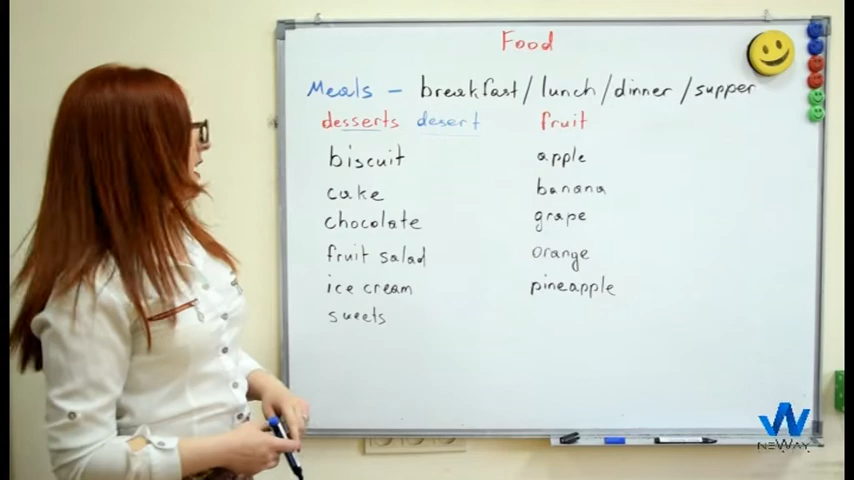 Food
Meals - breakfast / lunch / dinner / supper
desserts desert fruit
biscuit apple
cake banana
chocolate grape
fruit salad orange
ice cream pineapple
sweets
NEWAY